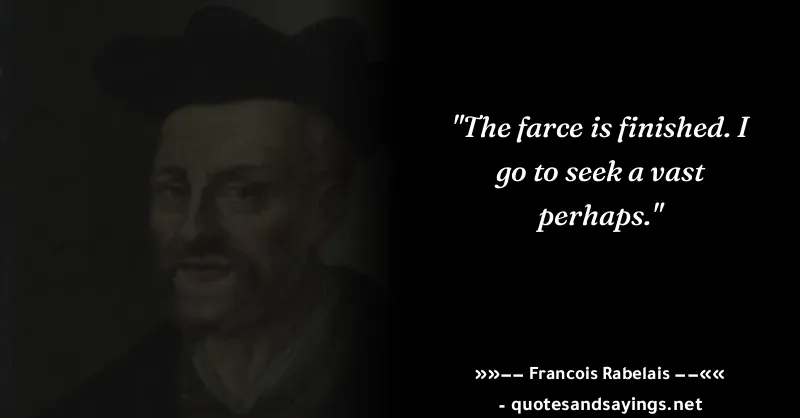 "The farce is finished. I
go to seek a vast
perhaps."
»»−− Francois Rabelais −−««
- quotesandsayings.net